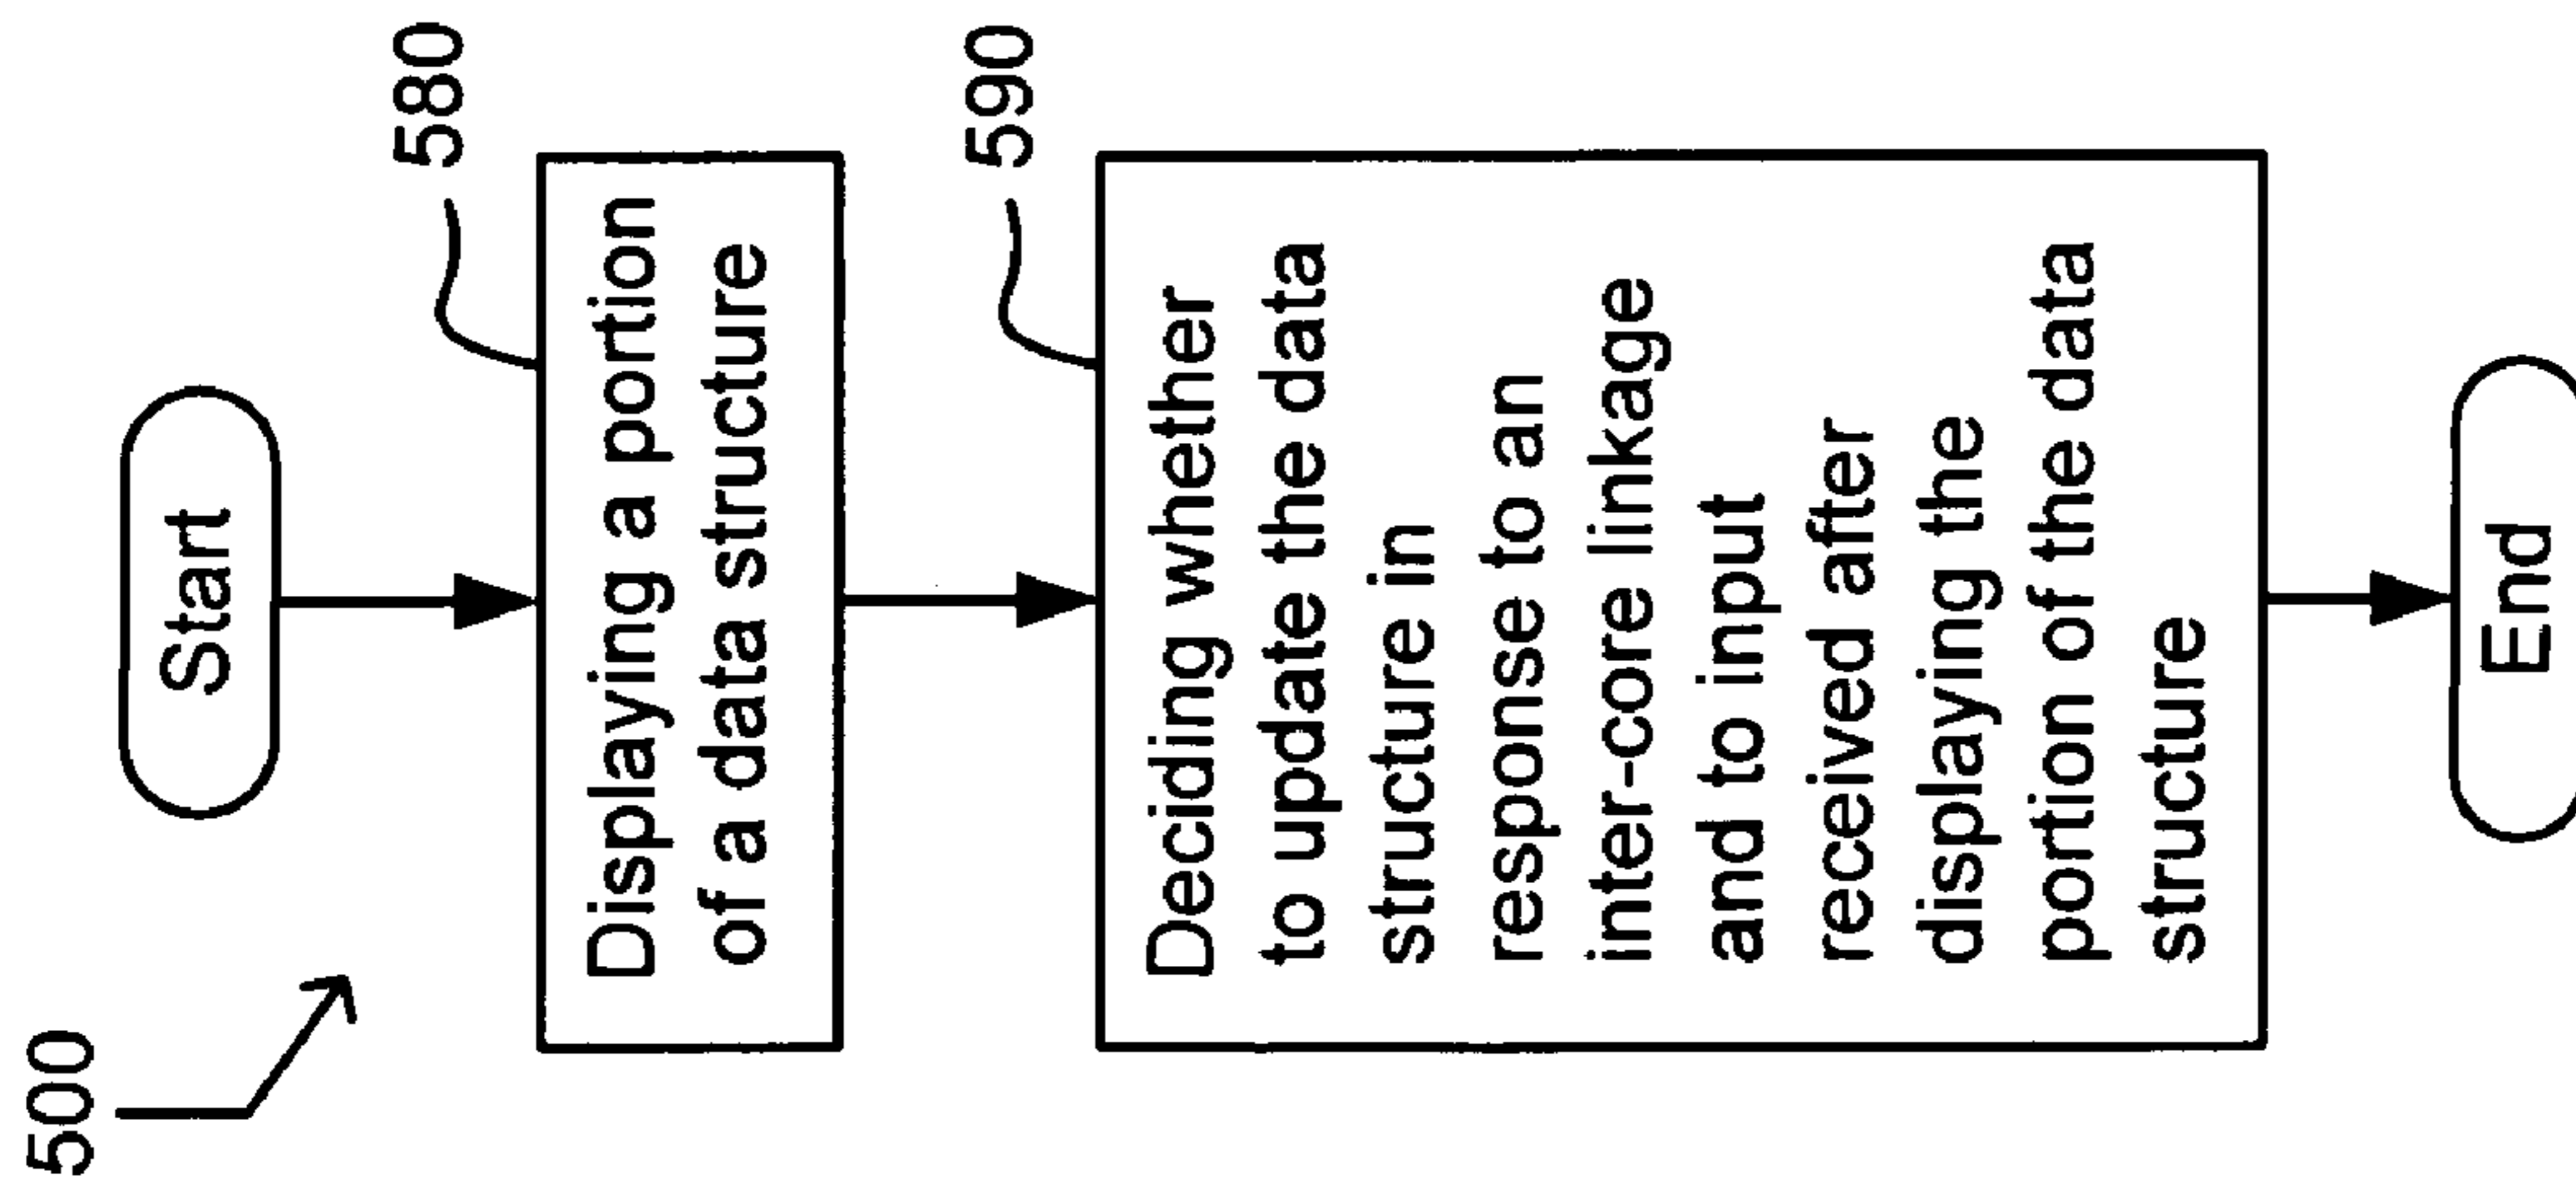 500
Start
580
Displaying a portion
of a data structure
590
Deciding whether
to update the data
structure in
response to an
inter-core linkage
and to input
received after
displaying the
portion of the data
structure
End